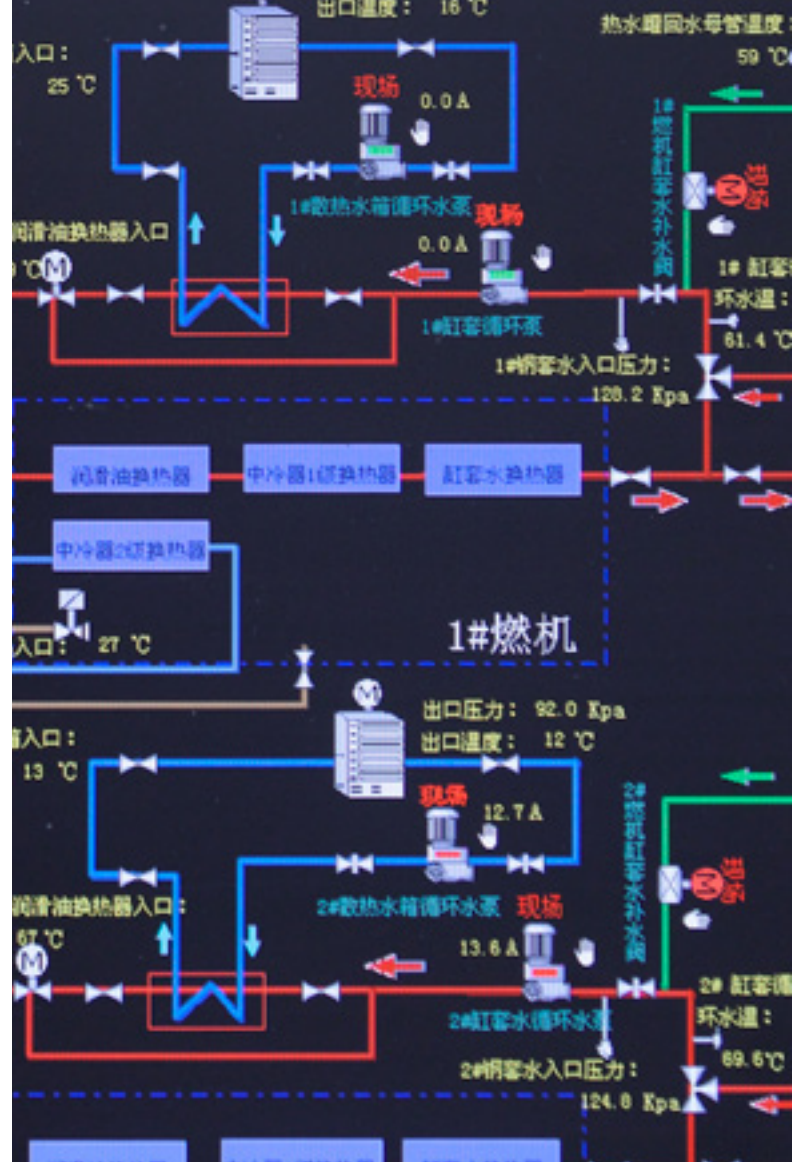 出口温度： 16 ℃
热水罐回水母管温度：
入口：
59 ℃
25 ℃
现场
0.0 A
1#燃机缸套水补水阀
M
现场
1#散热水箱循环水泵
现场
润滑油换热器入口
0.0 A
℃
M
1# 缸套循
环水温：
1#缸套循环泵
61.4 ℃
1#钢套水入口压力：
128.2 Kpa
润滑油换热器
中冷器1级换热器
缸套水换热器
中冷器2级换热器
入口： 27 ℃
1#燃机
M
出口压力： 92.0 Kpa
箱入口：
出口温度： 12 ℃
13 ℃
现场
12.7 A
2#燃机缸套水补水阀
M
现场
润滑油换热器入口：
2#散热水箱循环水泵
现场
67 ℃
13.6 A
M
2# 缸套循
2#缸套水循环水泵
环水温：
69.6℃
2#钢套水入口压力：
124.8 Kpa